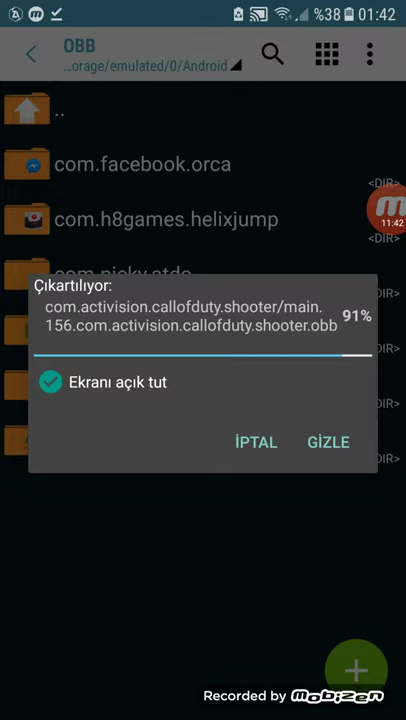 %38 01:42
OBB
...orage/emulated/0/Android
..
com.facebook.orca
<DIR>
11:42
com.h8games.helixjump
<DIR>
Çıkartılıyor:
<DIR>
com.activision.callofduty.shooter/main.
156.com.activision.callofduty.shooter.obb
91%
Ekranı açık tut
<DIR>
İPTAL GİZLE
<DIR>
Recorded by Mobizen